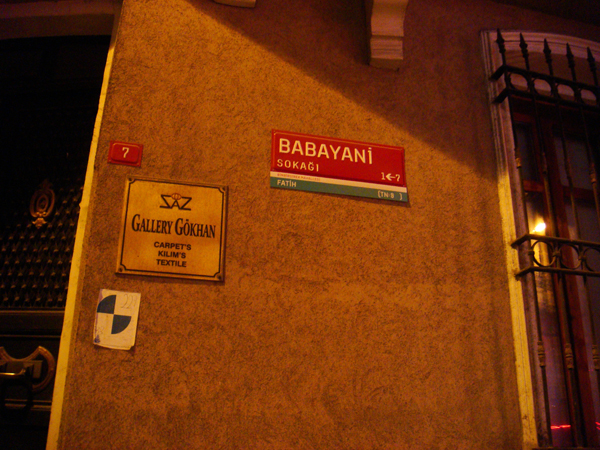 7
BABAYANİ
SOKAĞI
1←7
FATİH
SAZ
GALLERY GÖKHAN
CARPET'S
KILIM'S
TEXTILE